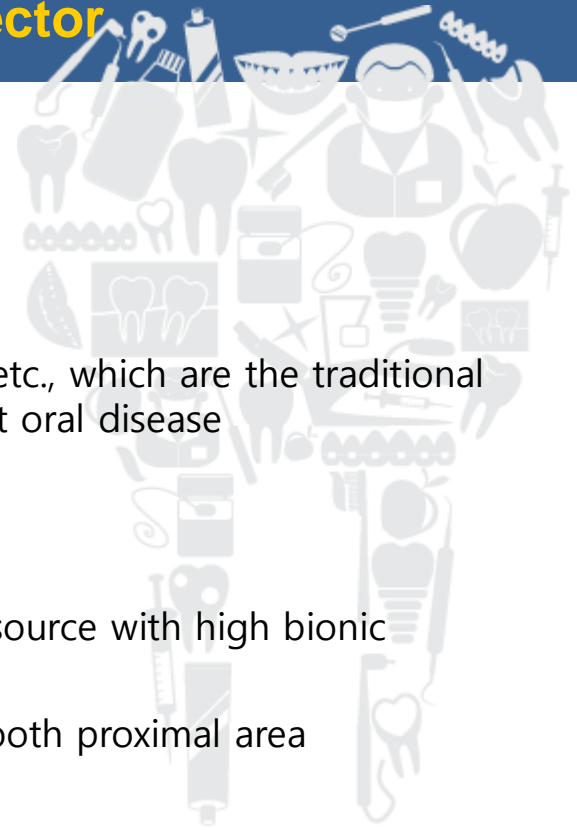 ector
etc., which are the traditional
t oral disease
source with high bionic
ooth proximal area